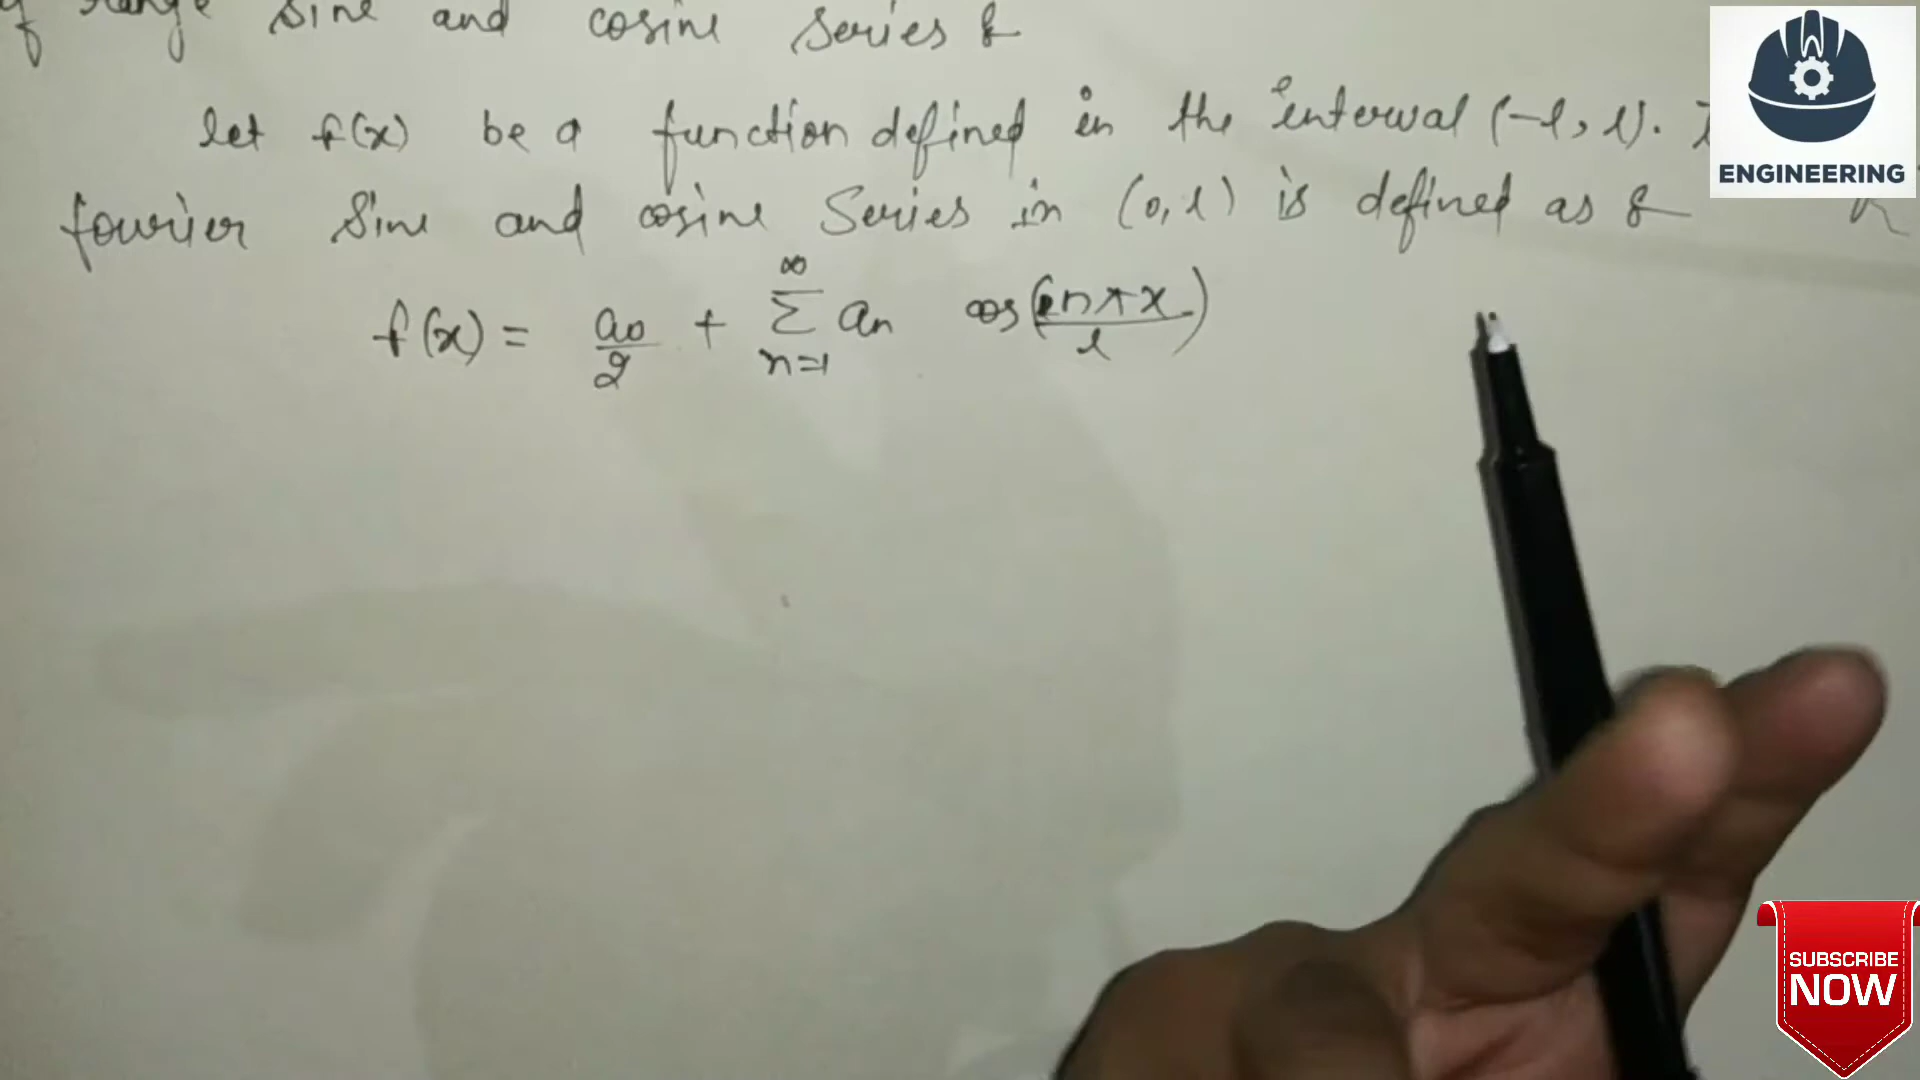 range sine and cosine series
let f(x) be a function defined in the interval (-l, l).
fourier Sine and cosine Series in (0, l) is defined as
f(x) = a0/2 + ∞ Σ n=1 an cos(nπx/l)
ENGINEERING
SUBSCRIBE
NOW